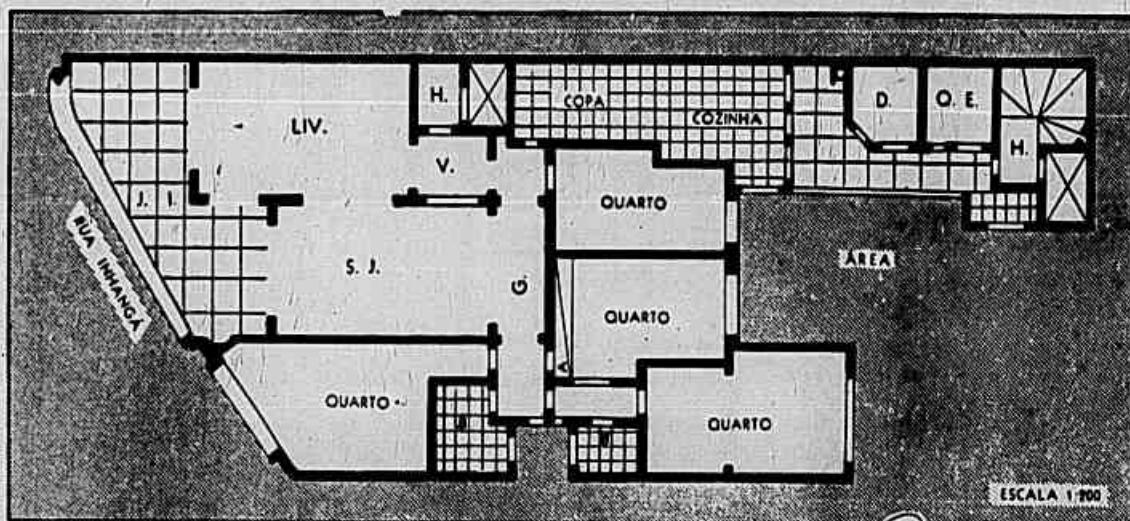 LIV.
H.
V.
COPA
COZINHA
D.
Q. E.
H.
J. I.
RUA INHANGÁ
S. J.
G.
QUARTO
ÁREA
QUARTO
A
QUARTO
QUARTO
ESCALA 1:200